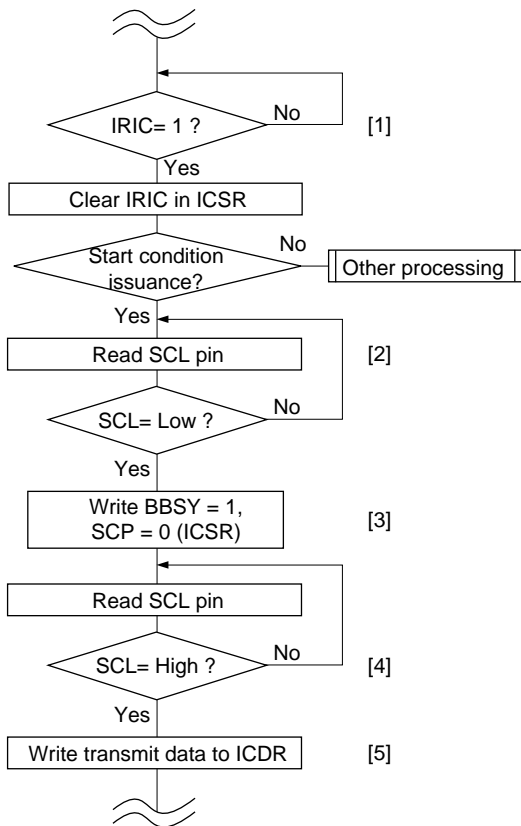 IRIC= 1 ?
No
[1]
Yes
Clear IRIC in ICSR
Start condition
issuance?
No
Other processing
Yes
Read SCL pin
[2]
SCL= Low ?
No
Yes
Write BBSY = 1,
SCP = 0 (ICSR)
[3]
Read SCL pin
SCL= High ?
No
[4]
Yes
Write transmit data to ICDR
[5]